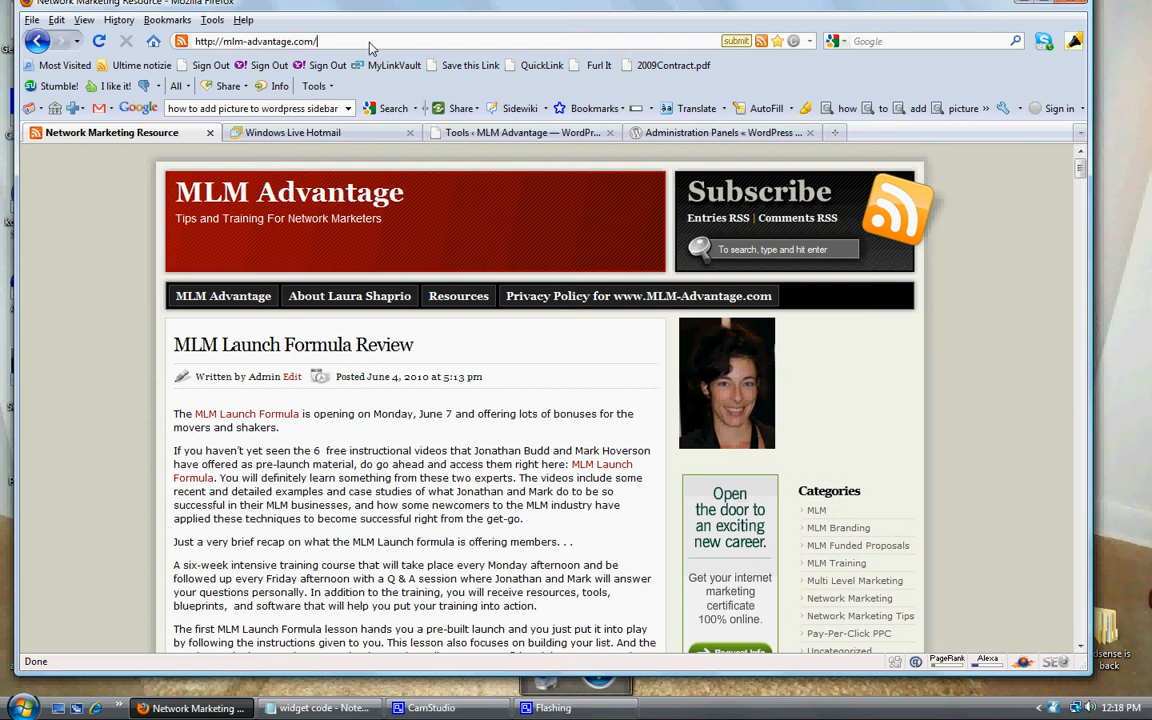 Network Marketing Resource - Mozilla Firefox
File Edit View History Bookmarks Tools Help
http://mlm-advantage.com/ submit Google
Most Visited Ultime notizie Sign Out Sign Out Sign Out MyLinkVault Save this Link QuickLink Furl It 2009Contract.pdf
Stumble! I like it! All Share Info Tools
Google how to add picture to wordpress sidebar Search Share Sidewiki Bookmarks Translate AutoFill how to add picture Sign in
Network Marketing Resource Windows Live Hotmail Tools ‹ MLM Advantage — WordPr... Administration Panels « WordPress ...
MLM Advantage
Tips and Training For Network Marketers
Subscribe
Entries RSS | Comments RSS
To search, type and hit enter
MLM Advantage About Laura Shaprio Resources Privacy Policy for www.MLM-Advantage.com
MLM Launch Formula Review
Written by Admin Edit Posted June 4, 2010 at 5:13 pm
The MLM Launch Formula is opening on Monday, June 7 and offering lots of bonuses for the
movers and shakers.
If you haven't yet seen the 6 free instructional videos that Jonathan Budd and Mark Hoverson
have offered as pre-launch material, do go ahead and access them right here: MLM Launch
Formula. You will definitely learn something from these two experts. The videos include some
recent and detailed examples and case studies of what Jonathan and Mark do to be so
successful in their MLM businesses, and how some newcomers to the MLM industry have
applied these techniques to become successful right from the get-go.
Just a very brief recap on what the MLM Launch formula is offering members. . .
A six-week intensive training course that will take place every Monday afternoon and be
followed up every Friday afternoon with a Q & A session where Jonathan and Mark will answer
your questions personally. In addition to the training, you will receive resources, tools,
blueprints, and software that will help you put your training into action.
The first MLM Launch Formula lesson hands you a pre-built launch and you just put it into play
by following the instructions given to you. This lesson also focuses on building your list. And the
Open
the door to
an exciting
new career.
Get your internet
marketing
certificate
100% online.
Request Info
Categories
MLM
MLM Branding
MLM Funded Proposals
MLM Training
Multi Level Marketing
Network Marketing
Network Marketing Tips
Pay-Per-Click PPC
Uncategorized
dsense is
back
Done PageRank Alexa SEO
Network Marketing ... widget code - Note... CamStudio Flashing 12:18 PM